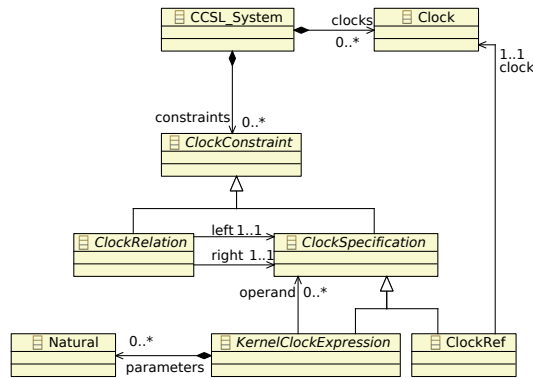 CCSL_System
clocks
0..*
Clock
1..1
clock
constraints 0..*
ClockConstraint
ClockRelation
left 1..1
right 1..1
ClockSpecification
operand 0..*
Natural
0..*
parameters
KernelClockExpression
ClockRef